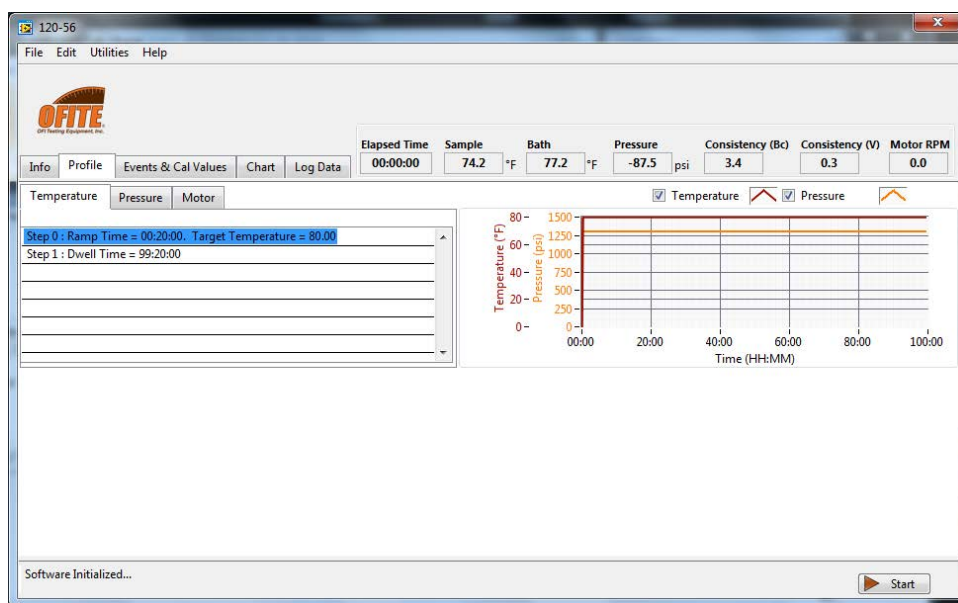 120-56
File Edit Utilities Help
OFITE
OFI Testing Equipment, Inc.
Elapsed Time Sample Bath Pressure Consistency (Bc) Consistency (V) Motor RPM
00:00:00 74.2 °F 77.2 °F -87.5 psi 3.4 0.3 0.0
Info Profile Events & Cal Values Chart Log Data
Temperature Pressure Motor
Step 0 : Ramp Time = 00:20:00. Target Temperature = 80.00
Step 1 : Dwell Time = 99:20:00
Temperature Pressure
Temperature (°F)
80
60
40
20
0
Pressure (psi)
1500
1250
1000
750
500
250
0
00:00 20:00 40:00 60:00 80:00 100:00
Time (HH:MM)
Software Initialized...
Start